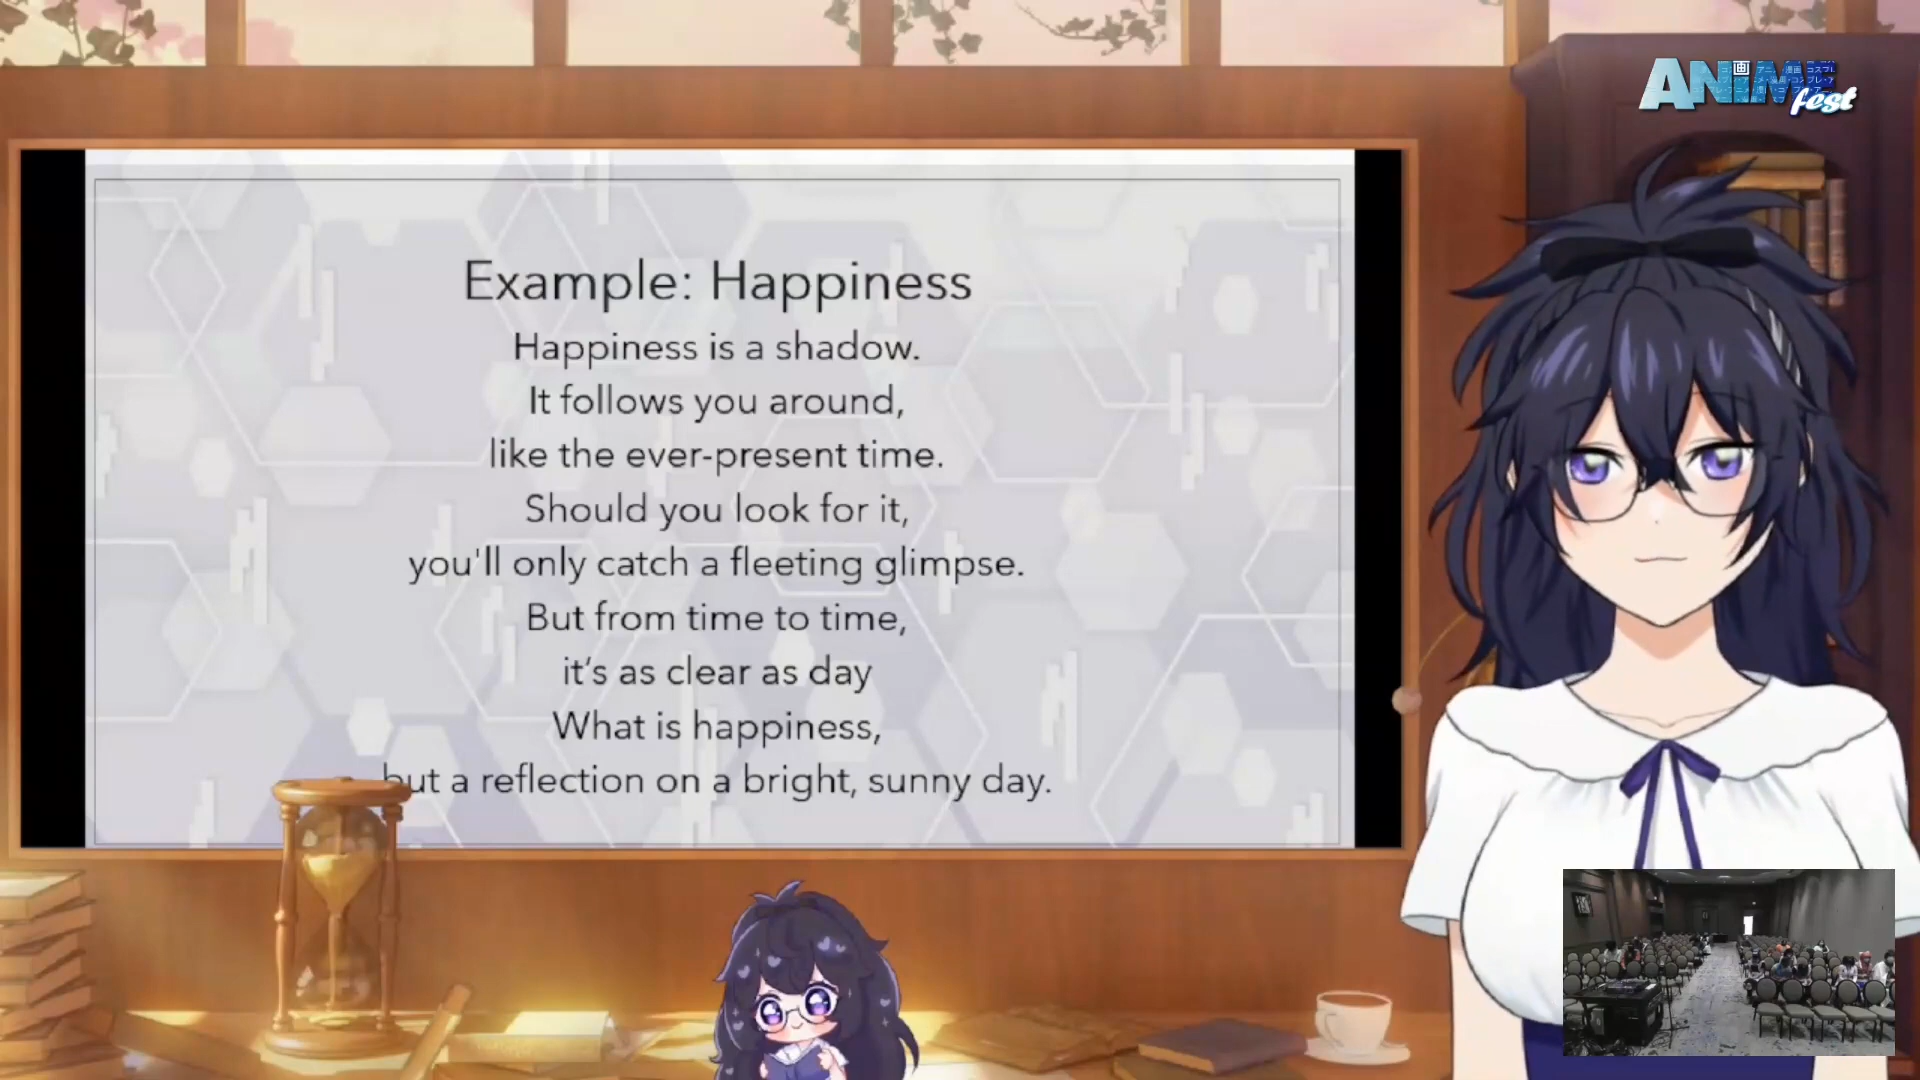 ANIME
fest
Example: Happiness
Happiness is a shadow.
It follows you around,
like the ever-present time.
Should you look for it,
you'll only catch a fleeting glimpse.
But from time to time,
it’s as clear as day
What is happiness,
but a reflection on a bright, sunny day.